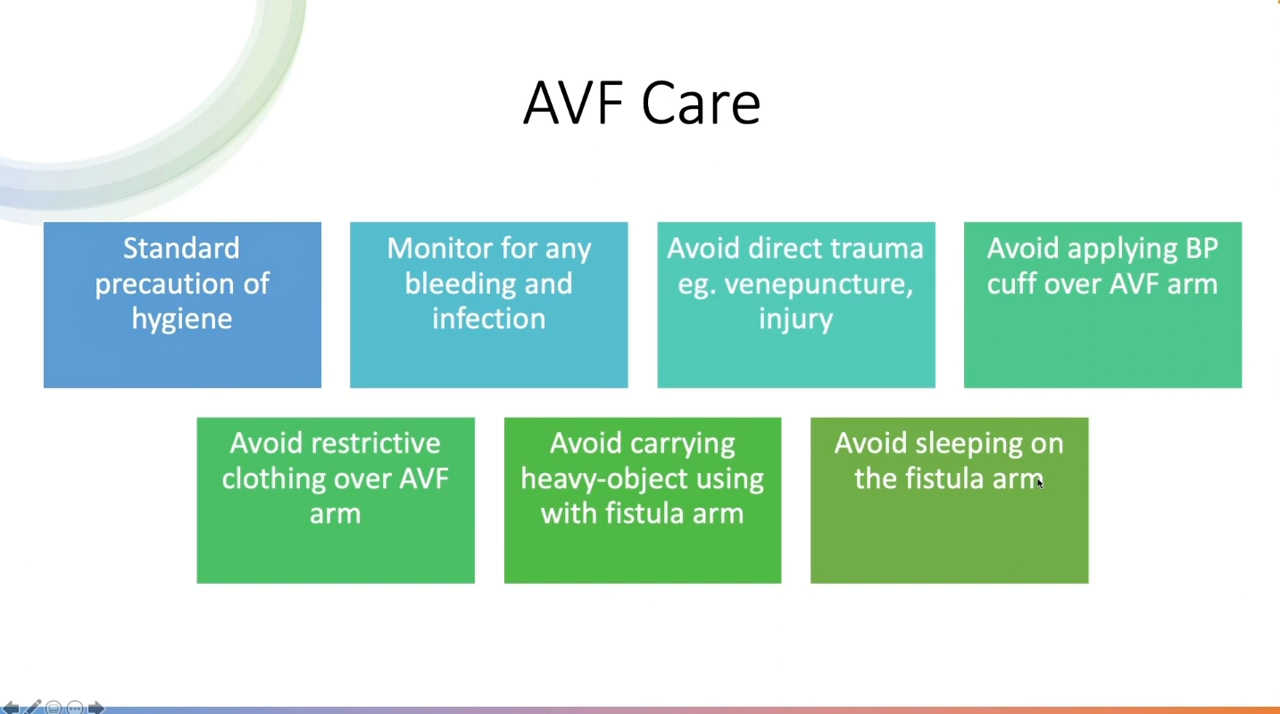 AVF Care
Standard
precaution of
hygiene
Monitor for any
bleeding and
infection
Avoid direct trauma
eg. venepuncture,
injury
Avoid applying BP
cuff over AVF arm
Avoid restrictive
clothing over AVF
arm
Avoid carrying
heavy-object using
with fistula arm
Avoid sleeping on
the fistula arm